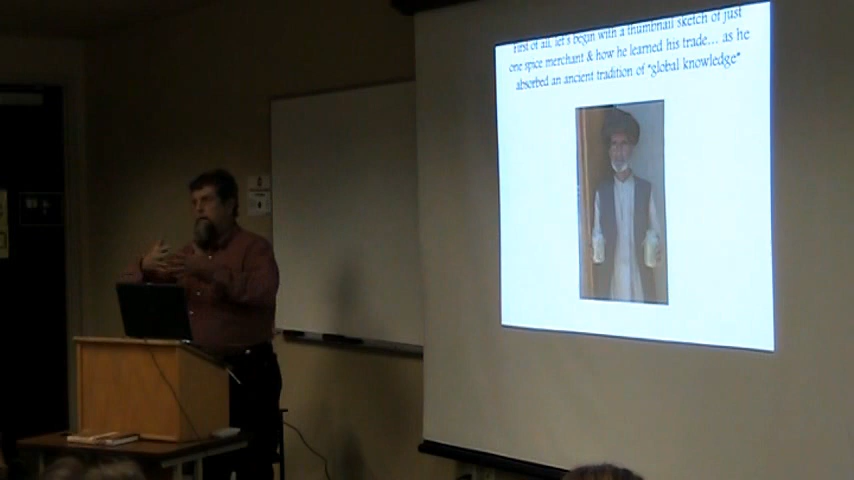 First of all, let's begin with a thumbnail sketch of just
one spice merchant & how he learned his trade... as he
absorbed an ancient tradition of "global knowledge"